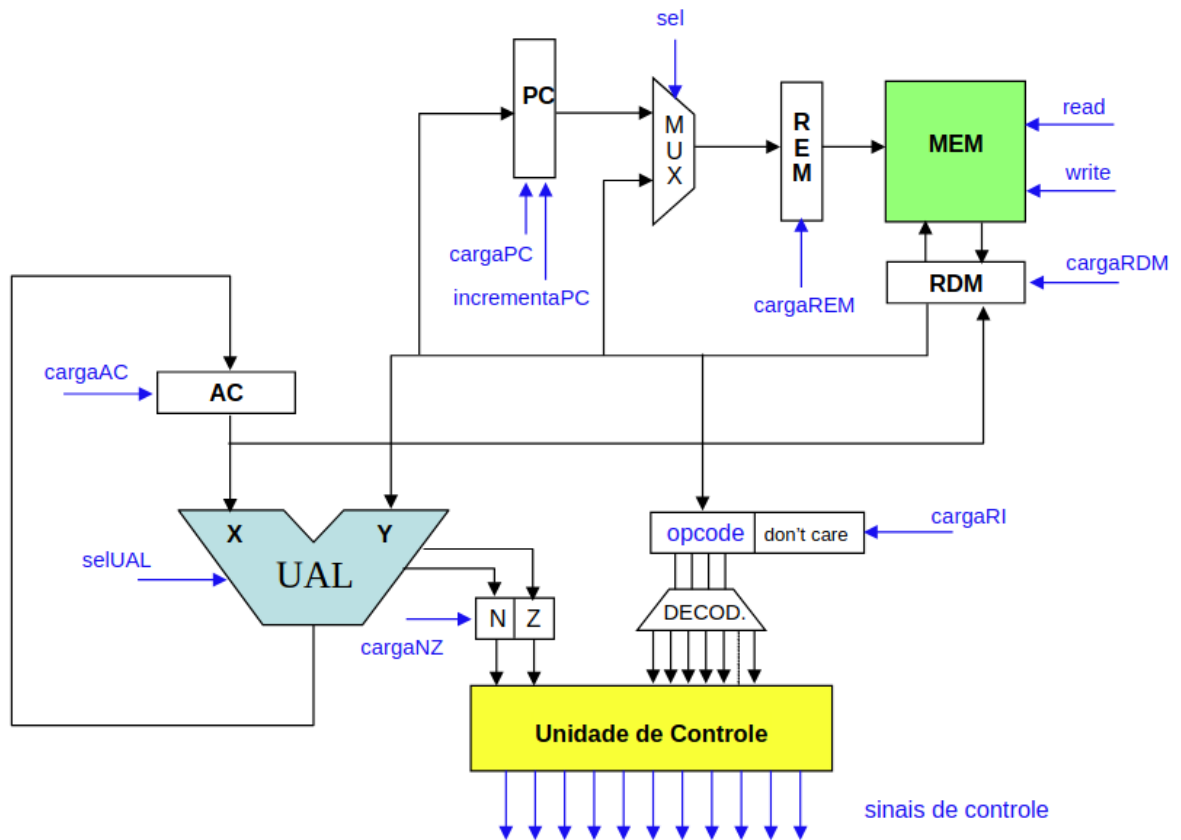 sel
PC
M
U
X
R
E
M
MEM
read
write
cargaPC
incrementaPC
cargaREM
RDM
cargaRDM
cargaAC
AC
X
Y
UAL
selUAL
opcode
don't care
cargaRI
N
Z
cargaNZ
DECOD.
Unidade de Controle
sinais de controle